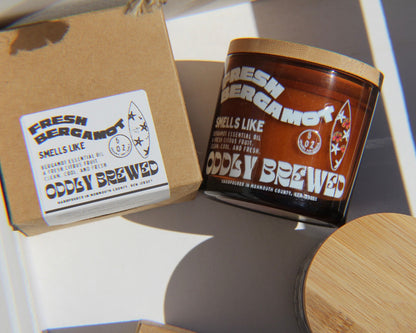 FRESH
BERGAMOT
SMELLS LIKE
BERGAMOT ESSENTIAL OIL
& FRESH CITRUS FRUIT.
CLEAN, COOL, AND FRESH.
OZ
ODDLY BREWED
HANDPOURED IN MONMOUTH COUNTY, NEW JERSEY
FRESH
BERGAMOT
SMELLS LIKE
BERGAMOT ESSENTIAL OIL
& FRESH CITRUS FRUIT.
CLEAN, COOL, AND FRESH.
OZ
ODDLY BREWED
HANDPOURED IN MONMOUTH COUNTY, NEW JERSEY